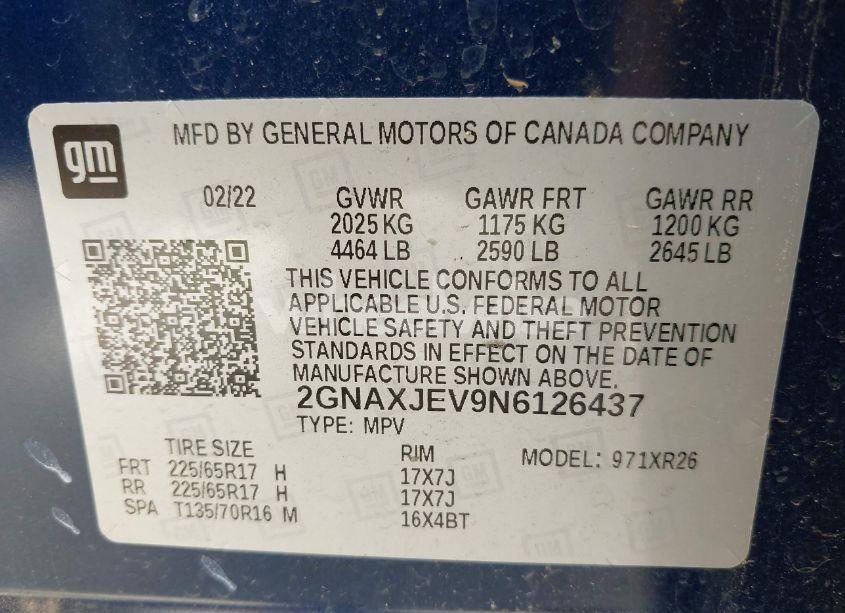 gm
MFD BY GENERAL MOTORS OF CANADA COMPANY
02/22 GVWR GAWR FRT GAWR RR
2025 KG 1175 KG 1200 KG
4464 LB 2590 LB 2645 LB
THIS VEHICLE CONFORMS TO ALL
APPLICABLE U.S. FEDERAL MOTOR
VEHICLE SAFETY AND THEFT PREVENTION
STANDARDS IN EFFECT ON THE DATE OF
MANUFACTURE SHOWN ABOVE.
2GNAXJEV9N6126437
TYPE: MPV
TIRE SIZE RIM MODEL: 971XR26
FRT 225/65R17 H 17X7J
RR 225/65R17 H 17X7J
SPA T135/70R16 M 16X4BT